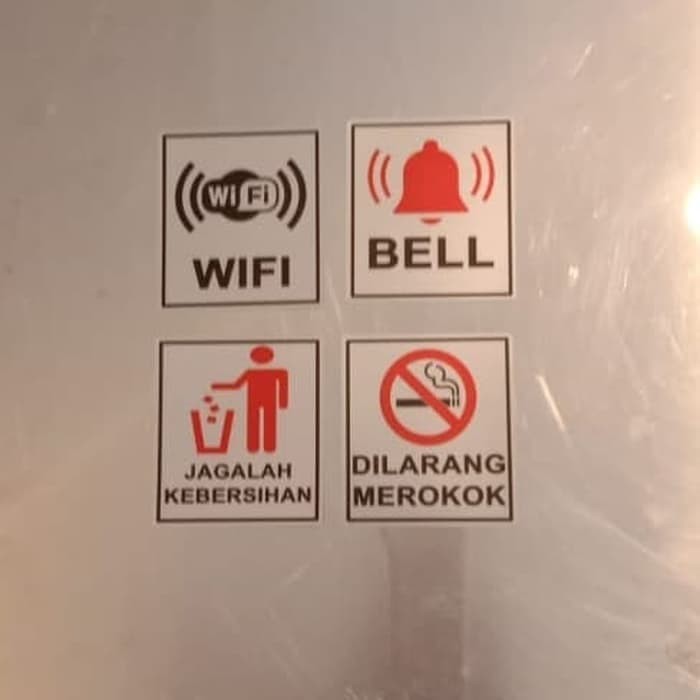 WiFi
WIFI
BELL
JAGALAH
KEBERSIHAN
DILARANG
MEROKOK